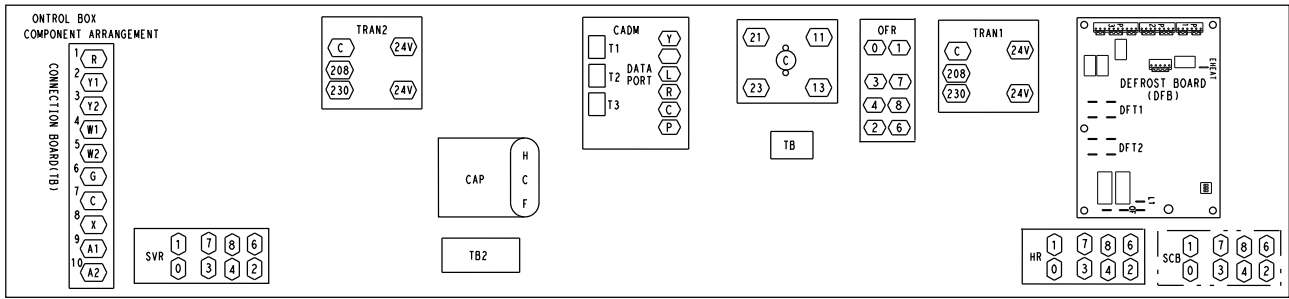 ONTROL BOX
COMPONENT ARRANGEMENT
CONNECTION BOARD(TB)
1 R
2 Y1
3 Y2
4 W1
5 W2
6 G
7 C
8 X
9 A1
10 A2
SVR
1 7 8 6
0 3 4 2
TRAN2
C 24V
208
230 24V
CAP
H
C
F
TB2
CADM
Y
T1
DATA
PORT
L
T2
R
T3
C
P
21 11
C
23 13
TB
OFR
0 1
3 7
4 8
2 6
TRAN1
C 24V
208
230 24V
EHEAT
DEFROST BOARD
(DFB)
DFT1
DFT2
L1
HR
1 7 8 6
0 3 4 2
SCB
1 7 8 6
0 3 4 2